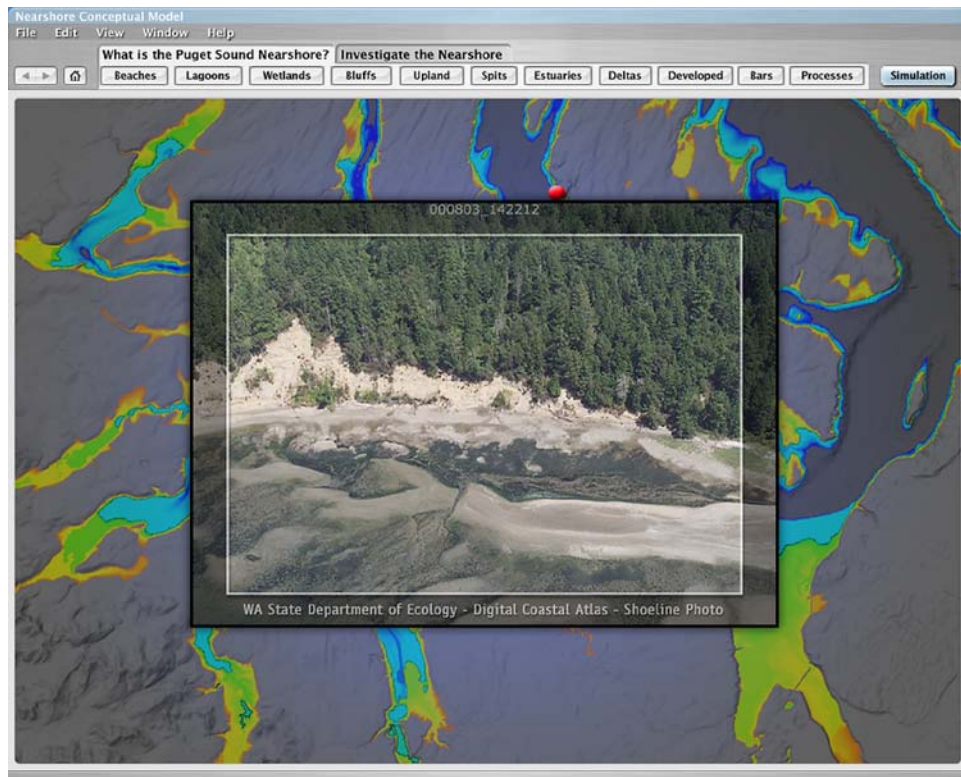 Nearshore Conceptual Model
File Edit View Window Help
What is the Puget Sound Nearshore? Investigate the Nearshore
Beaches Lagoons Wetlands Bluffs Upland Spits Estuaries Deltas Developed Bars Processes Simulation
000803_142212
WA State Department of Ecology - Digital Coastal Atlas - Shoeline Photo